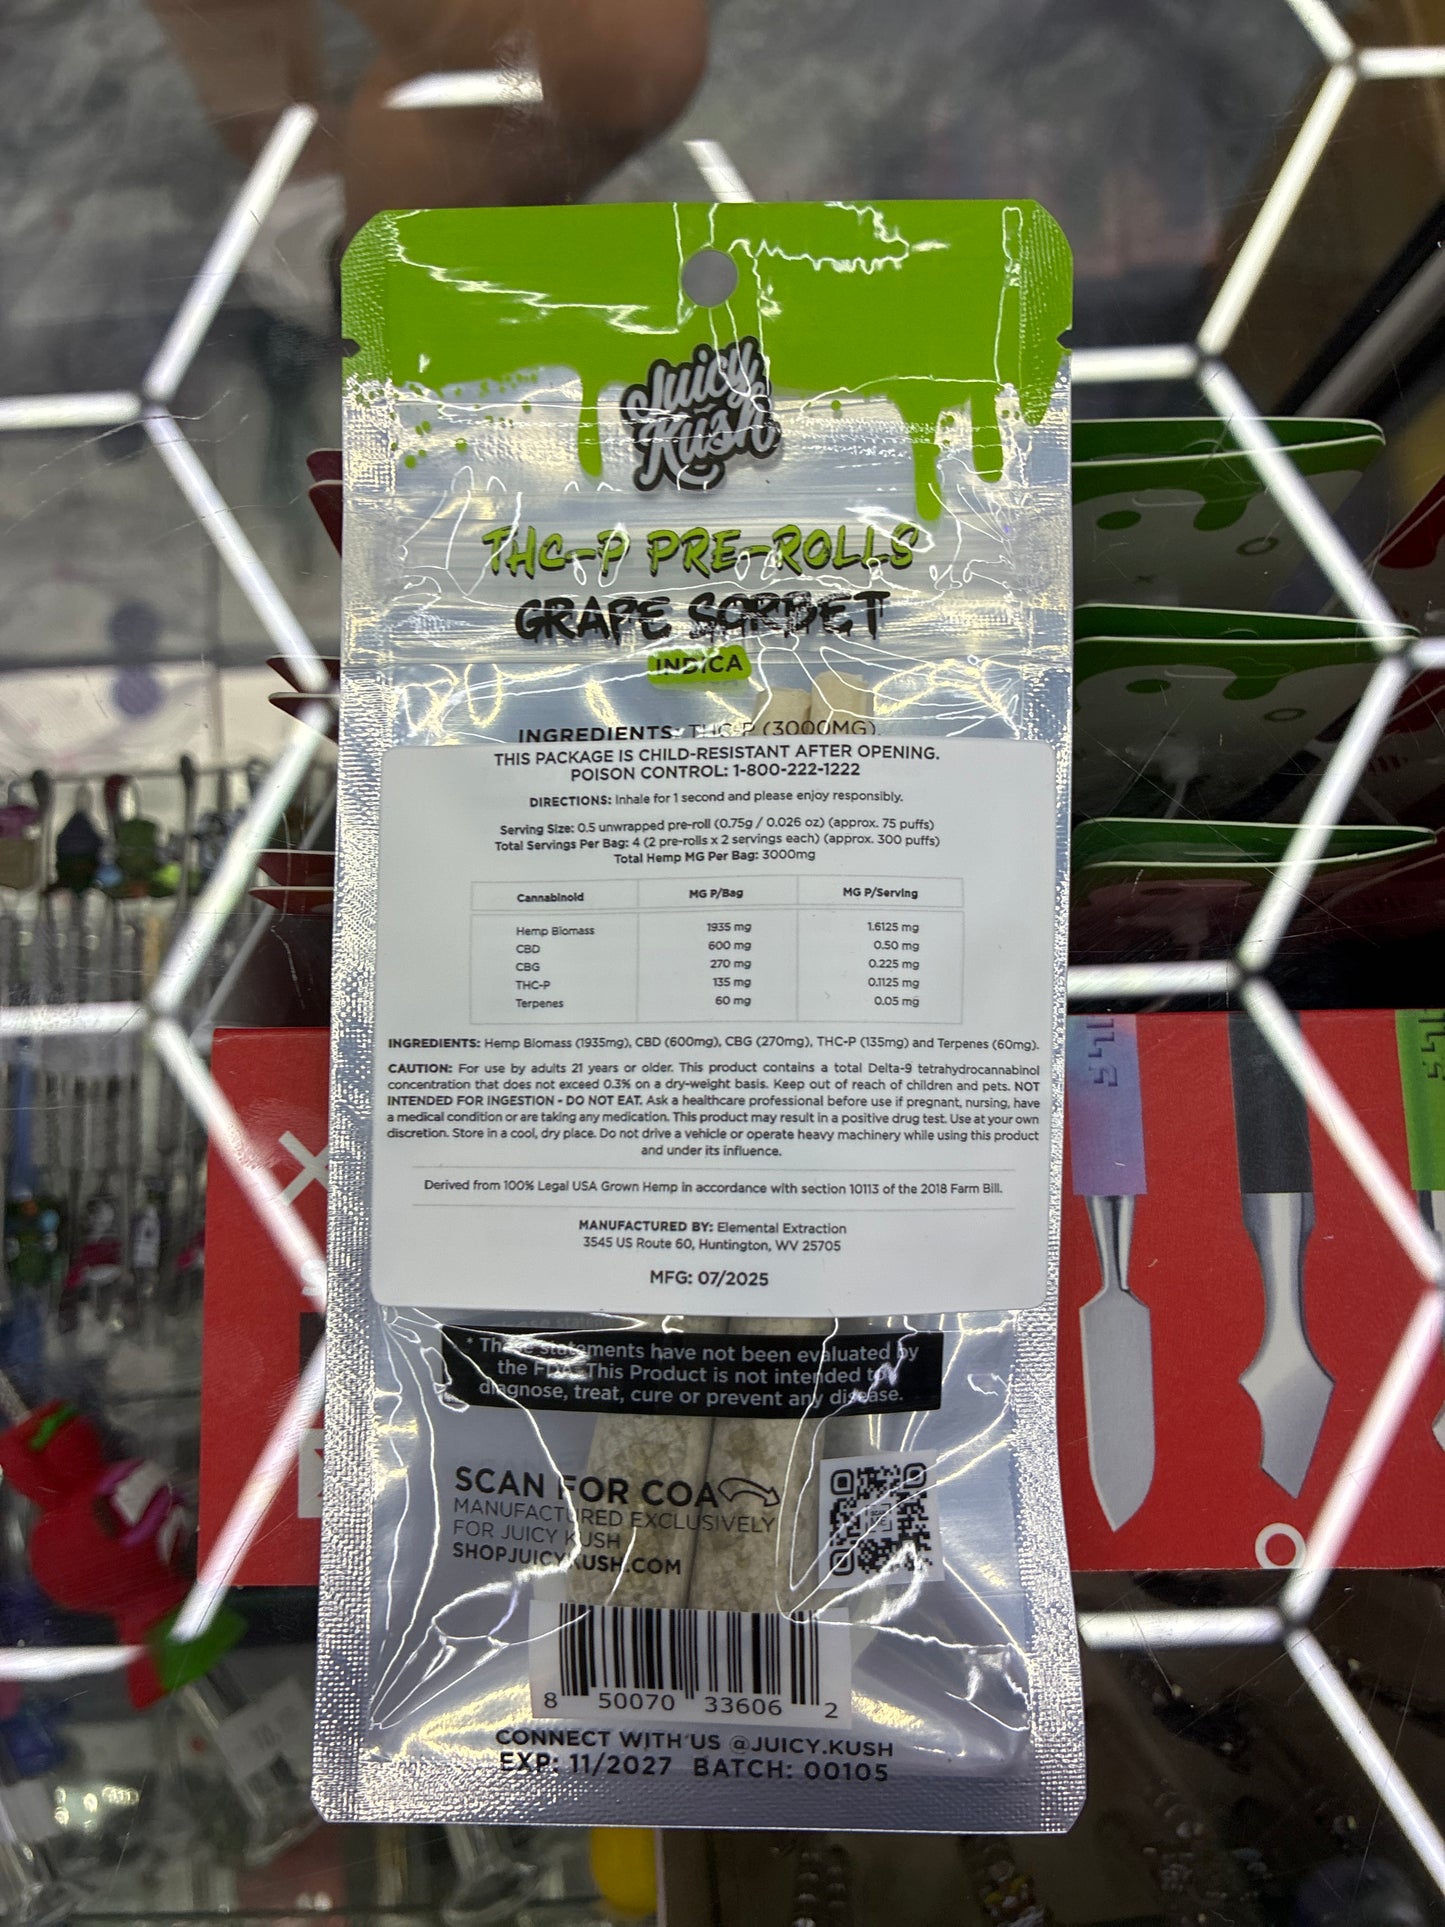 Juicy
Kush
THC-P PRE-ROLLS
GRAPE SORBET
INDICA
INGREDIENTS: THC-P (3000MG),
THIS PACKAGE IS CHILD-RESISTANT AFTER OPENING.
POISON CONTROL: 1-800-222-1222
DIRECTIONS: Inhale for 1 second and please enjoy responsibly.
Serving Size: 0.5 unwrapped pre-roll (0.75g / 0.026 oz) (approx. 75 puffs)
Total Servings Per Bag: 4 (2 pre-rolls x 2 servings each) (approx. 300 puffs)
Total Hemp MG Per Bag: 3000mg
Cannabinoid MG P/Bag MG P/Serving
Hemp Biomass 1935 mg 1.6125 mg
CBD 600 mg 0.50 mg
CBG 270 mg 0.225 mg
THC-P 135 mg 0.1125 mg
Terpenes 60 mg 0.05 mg
INGREDIENTS: Hemp Biomass (1935mg), CBD (600mg), CBG (270mg), THC-P (135mg) and Terpenes (60mg).
CAUTION: For use by adults 21 years or older. This product contains a total Delta-9 tetrahydrocannabinol
concentration that does not exceed 0.3% on a dry-weight basis. Keep out of reach of children and pets. NOT
INTENDED FOR INGESTION - DO NOT EAT. Ask a healthcare professional before use if pregnant, nursing, have
a medical condition or are taking any medication. This product may result in a positive drug test. Use at your own
discretion. Store in a cool, dry place. Do not drive a vehicle or operate heavy machinery while using this product
and under its influence.
Derived from 100% Legal USA Grown Hemp in accordance with section 10113 of the 2018 Farm Bill.
MANUFACTURED BY: Elemental Extraction
3545 US Route 60, Huntington, WV 25705
MFG: 07/2025
* These statements have not been evaluated by
the FDA. This Product is not intended to
diagnose, treat, cure or prevent any disease.
SCAN FOR COA
MANUFACTURED EXCLUSIVELY
FOR JUICY KUSH
SHOPJUICYKUSH.COM
8 50070 33606 2
CONNECT WITH US @JUICY.KUSH
EXP: 11/2027 BATCH: 00105